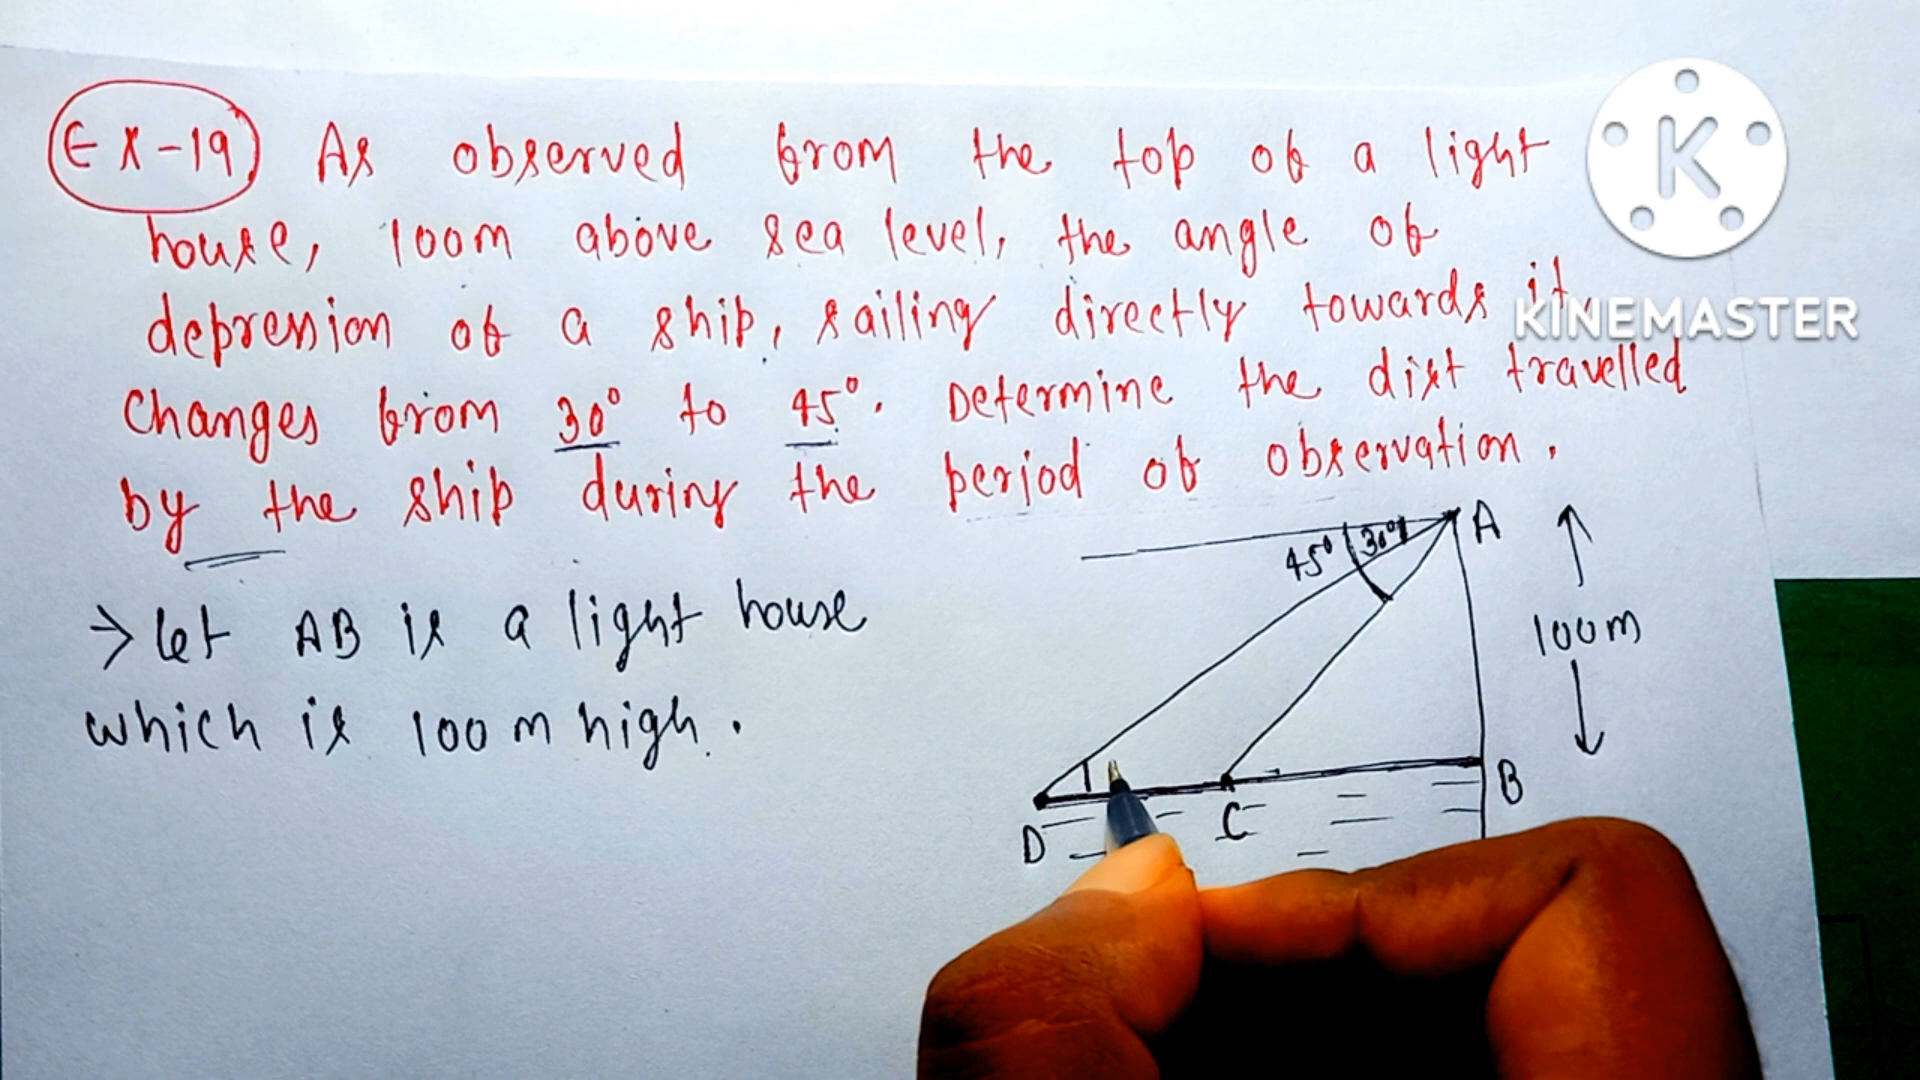 Ex-19 As observed from the top of a light
house, 100m above sea level, the angle of
depression of a ship, sailing directly towards it,
changes from 30° to 45°. Determine the dist travelled
by the ship during the period of observation.
→ let AB is a light house
which is 100 m high.
45° 30° A
100m
D C B
K
KINEMASTER